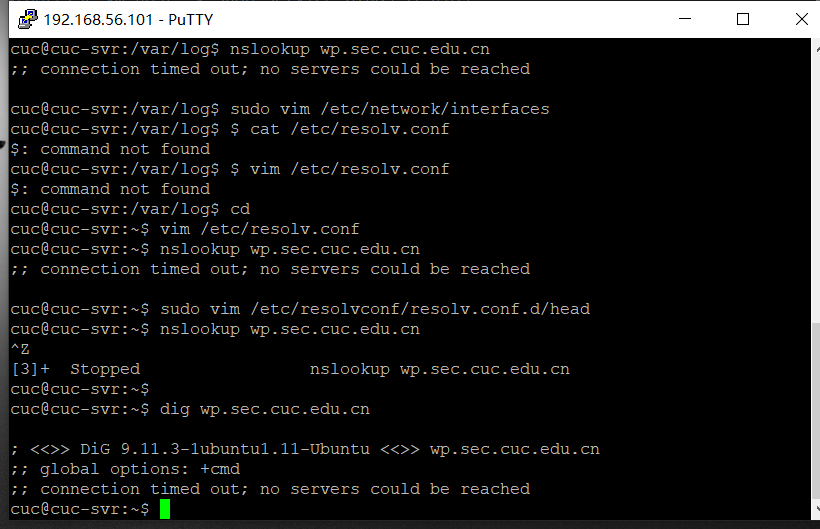 192.168.56.101 - PuTTY
cuc@cuc-svr:/var/log$ nslookup wp.sec.cuc.edu.cn
;; connection timed out; no servers could be reached
cuc@cuc-svr:/var/log$ sudo vim /etc/network/interfaces
cuc@cuc-svr:/var/log$ $ cat /etc/resolv.conf
$: command not found
cuc@cuc-svr:/var/log$ $ vim /etc/resolv.conf
$: command not found
cuc@cuc-svr:/var/log$ cd
cuc@cuc-svr:~$ vim /etc/resolv.conf
cuc@cuc-svr:~$ nslookup wp.sec.cuc.edu.cn
;; connection timed out; no servers could be reached
cuc@cuc-svr:~$ sudo vim /etc/resolvconf/resolv.conf.d/head
cuc@cuc-svr:~$ nslookup wp.sec.cuc.edu.cn
^Z
[3]+  Stopped                 nslookup wp.sec.cuc.edu.cn
cuc@cuc-svr:~$
cuc@cuc-svr:~$ dig wp.sec.cuc.edu.cn
; <<>> DiG 9.11.3-1ubuntu1.11-Ubuntu <<>> wp.sec.cuc.edu.cn
;; global options: +cmd
;; connection timed out; no servers could be reached
cuc@cuc-svr:~$